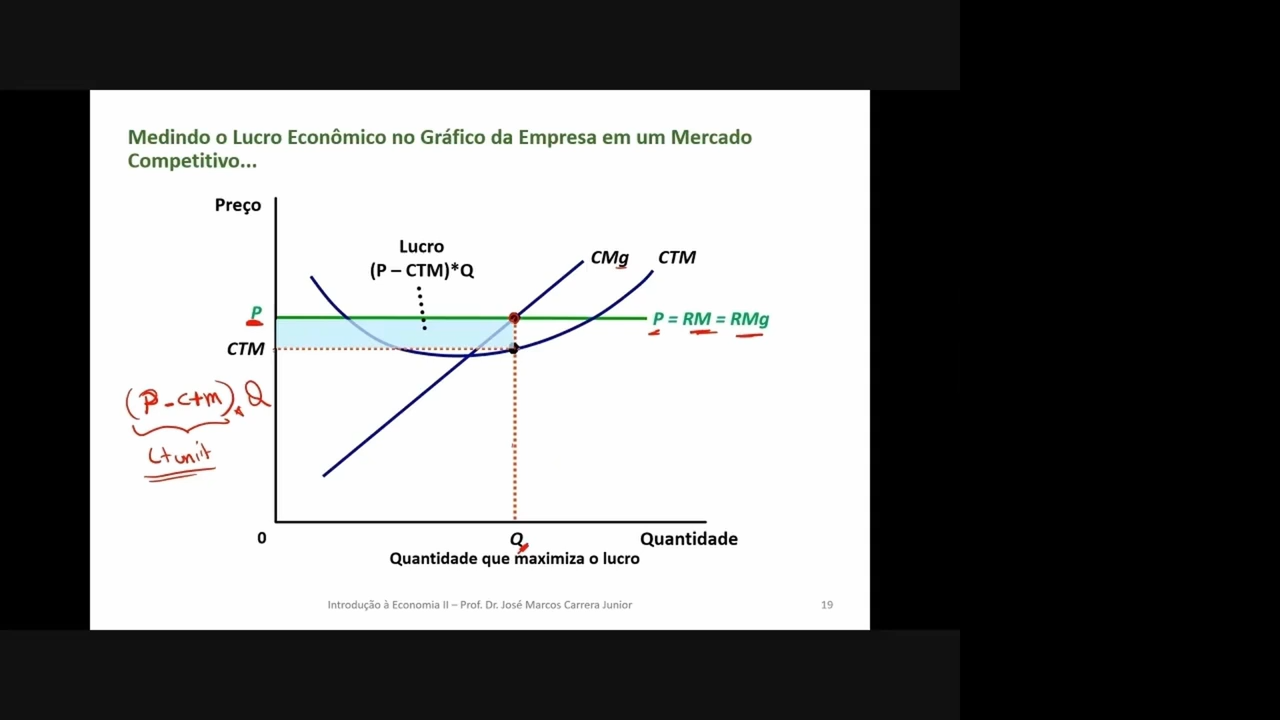 Medindo o Lucro Econômico no Gráfico da Empresa em um Mercado
Competitivo...
Preço
Lucro
(P – CTM)*Q
CMg
CTM
P
P = RM = RMg
CTM
(P - CTM) * Q
unit
0
Q
Quantidade
Quantidade que maximiza o lucro
Introdução à Economia II – Prof. Dr. José Marcos Carrera Junior
19